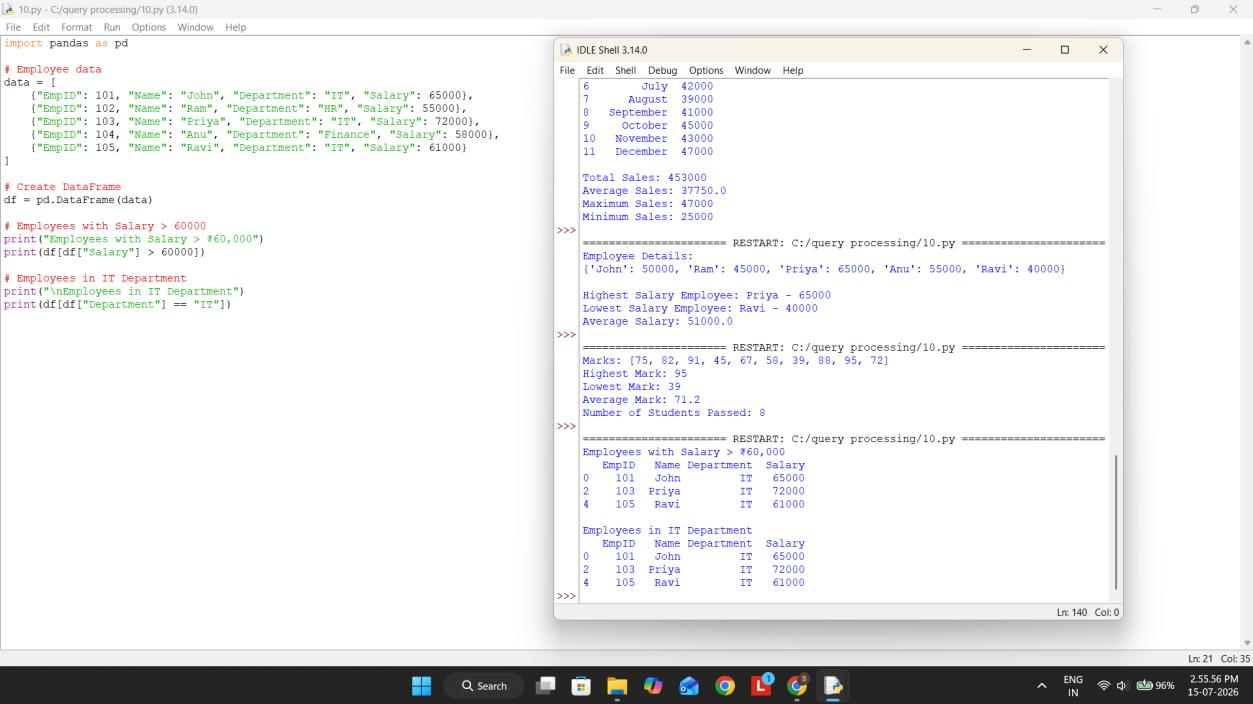 10.py - C:/query processing/10.py (3.14.0)
File Edit Format Run Options Window Help
import pandas as pd
# Employee data
data = [
    {"EmpID": 101, "Name": "John", "Department": "IT", "Salary": 65000},
    {"EmpID": 102, "Name": "Ram", "Department": "HR", "Salary": 55000},
    {"EmpID": 103, "Name": "Priya", "Department": "IT", "Salary": 72000},
    {"EmpID": 104, "Name": "Anu", "Department": "Finance", "Salary": 58000},
    {"EmpID": 105, "Name": "Ravi", "Department": "IT", "Salary": 61000}
]
# Create DataFrame
df = pd.DataFrame(data)
# Employees with Salary > 60000
print("Employees with Salary > ₹60,000")
print(df[df["Salary"] > 60000])
# Employees in IT Department
print("\nEmployees in IT Department")
print(df[df["Department"] == "IT"])
IDLE Shell 3.14.0
File Edit Shell Debug Options Window Help
6 July 42000
7 August 39000
8 September 41000
9 October 45000
10 November 43000
11 December 47000
Total Sales: 453000
Average Sales: 37750.0
Maximum Sales: 47000
Minimum Sales: 25000
>>>
====================== RESTART: C:/query processing/10.py ======================
Employee Details:
{'John': 50000, 'Ram': 45000, 'Priya': 65000, 'Anu': 55000, 'Ravi': 40000}
Highest Salary Employee: Priya - 65000
Lowest Salary Employee: Ravi - 40000
Average Salary: 51000.0
>>>
====================== RESTART: C:/query processing/10.py ======================
Marks: [75, 82, 91, 45, 67, 58, 39, 88, 95, 72]
Highest Mark: 95
Lowest Mark: 39
Average Mark: 71.2
Number of Students Passed: 8
>>>
====================== RESTART: C:/query processing/10.py ======================
Employees with Salary > ₹60,000
EmpID Name Department Salary
0 101 John IT 65000
2 103 Priya IT 72000
4 105 Ravi IT 61000
Employees in IT Department
EmpID Name Department Salary
0 101 John IT 65000
2 103 Priya IT 72000
4 105 Ravi IT 61000
>>>
Ln: 140 Col: 0
Ln: 21 Col: 35
Search
L
1
S
ENG
IN
96%
2.55.56 PM
15-07-2026